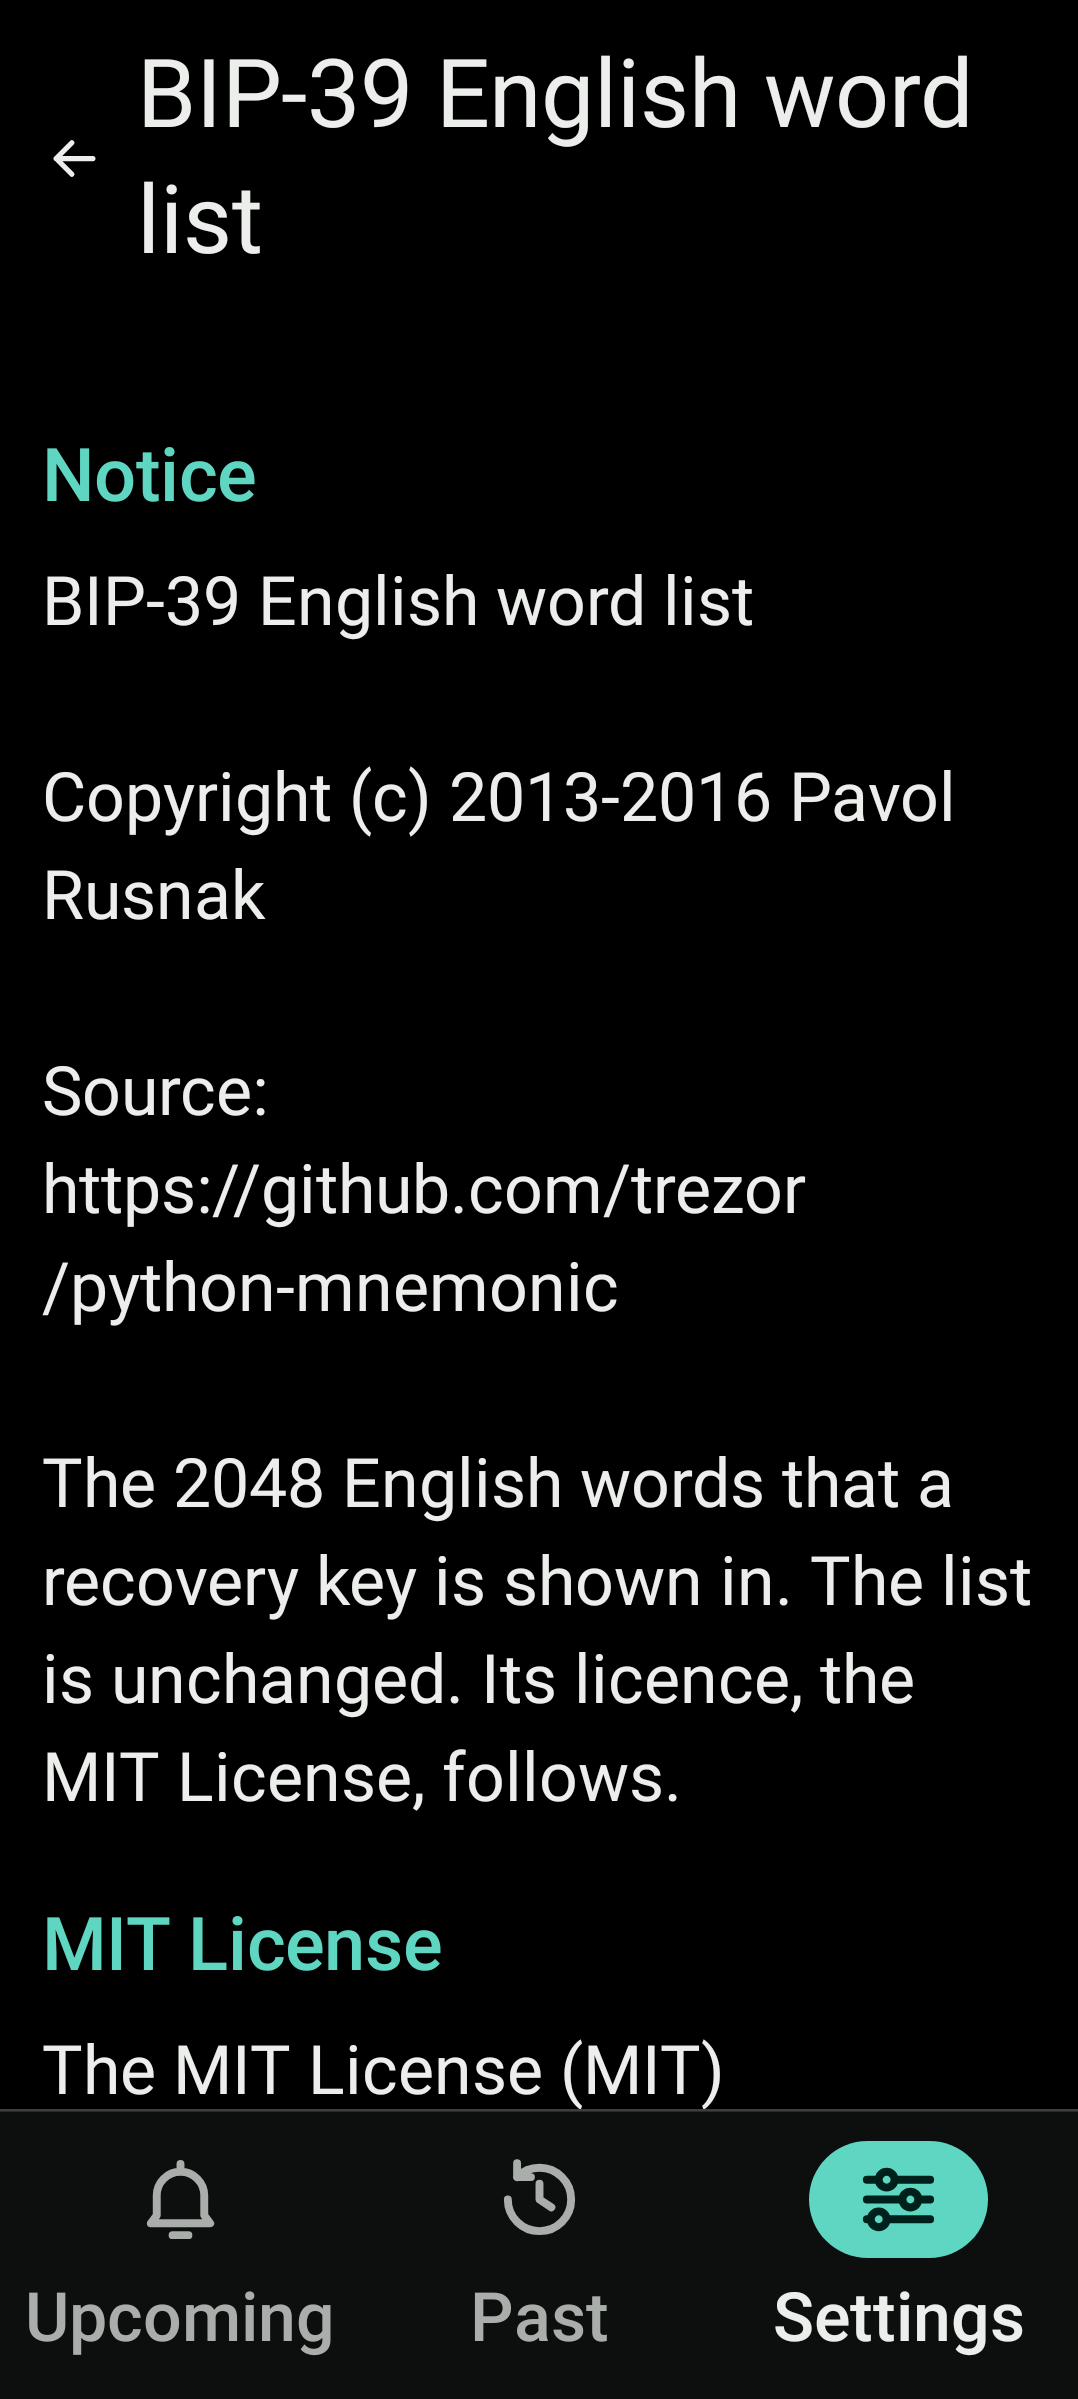 BIP-39 English word
list
Notice
BIP-39 English word list
Copyright (c) 2013-2016 Pavol
Rusnak
Source:
https://github.com/trezor
/python-mnemonic
The 2048 English words that a
recovery key is shown in. The list
is unchanged. Its licence, the
MIT License, follows.
MIT License
The MIT License (MIT)
Upcoming
Past
Settings